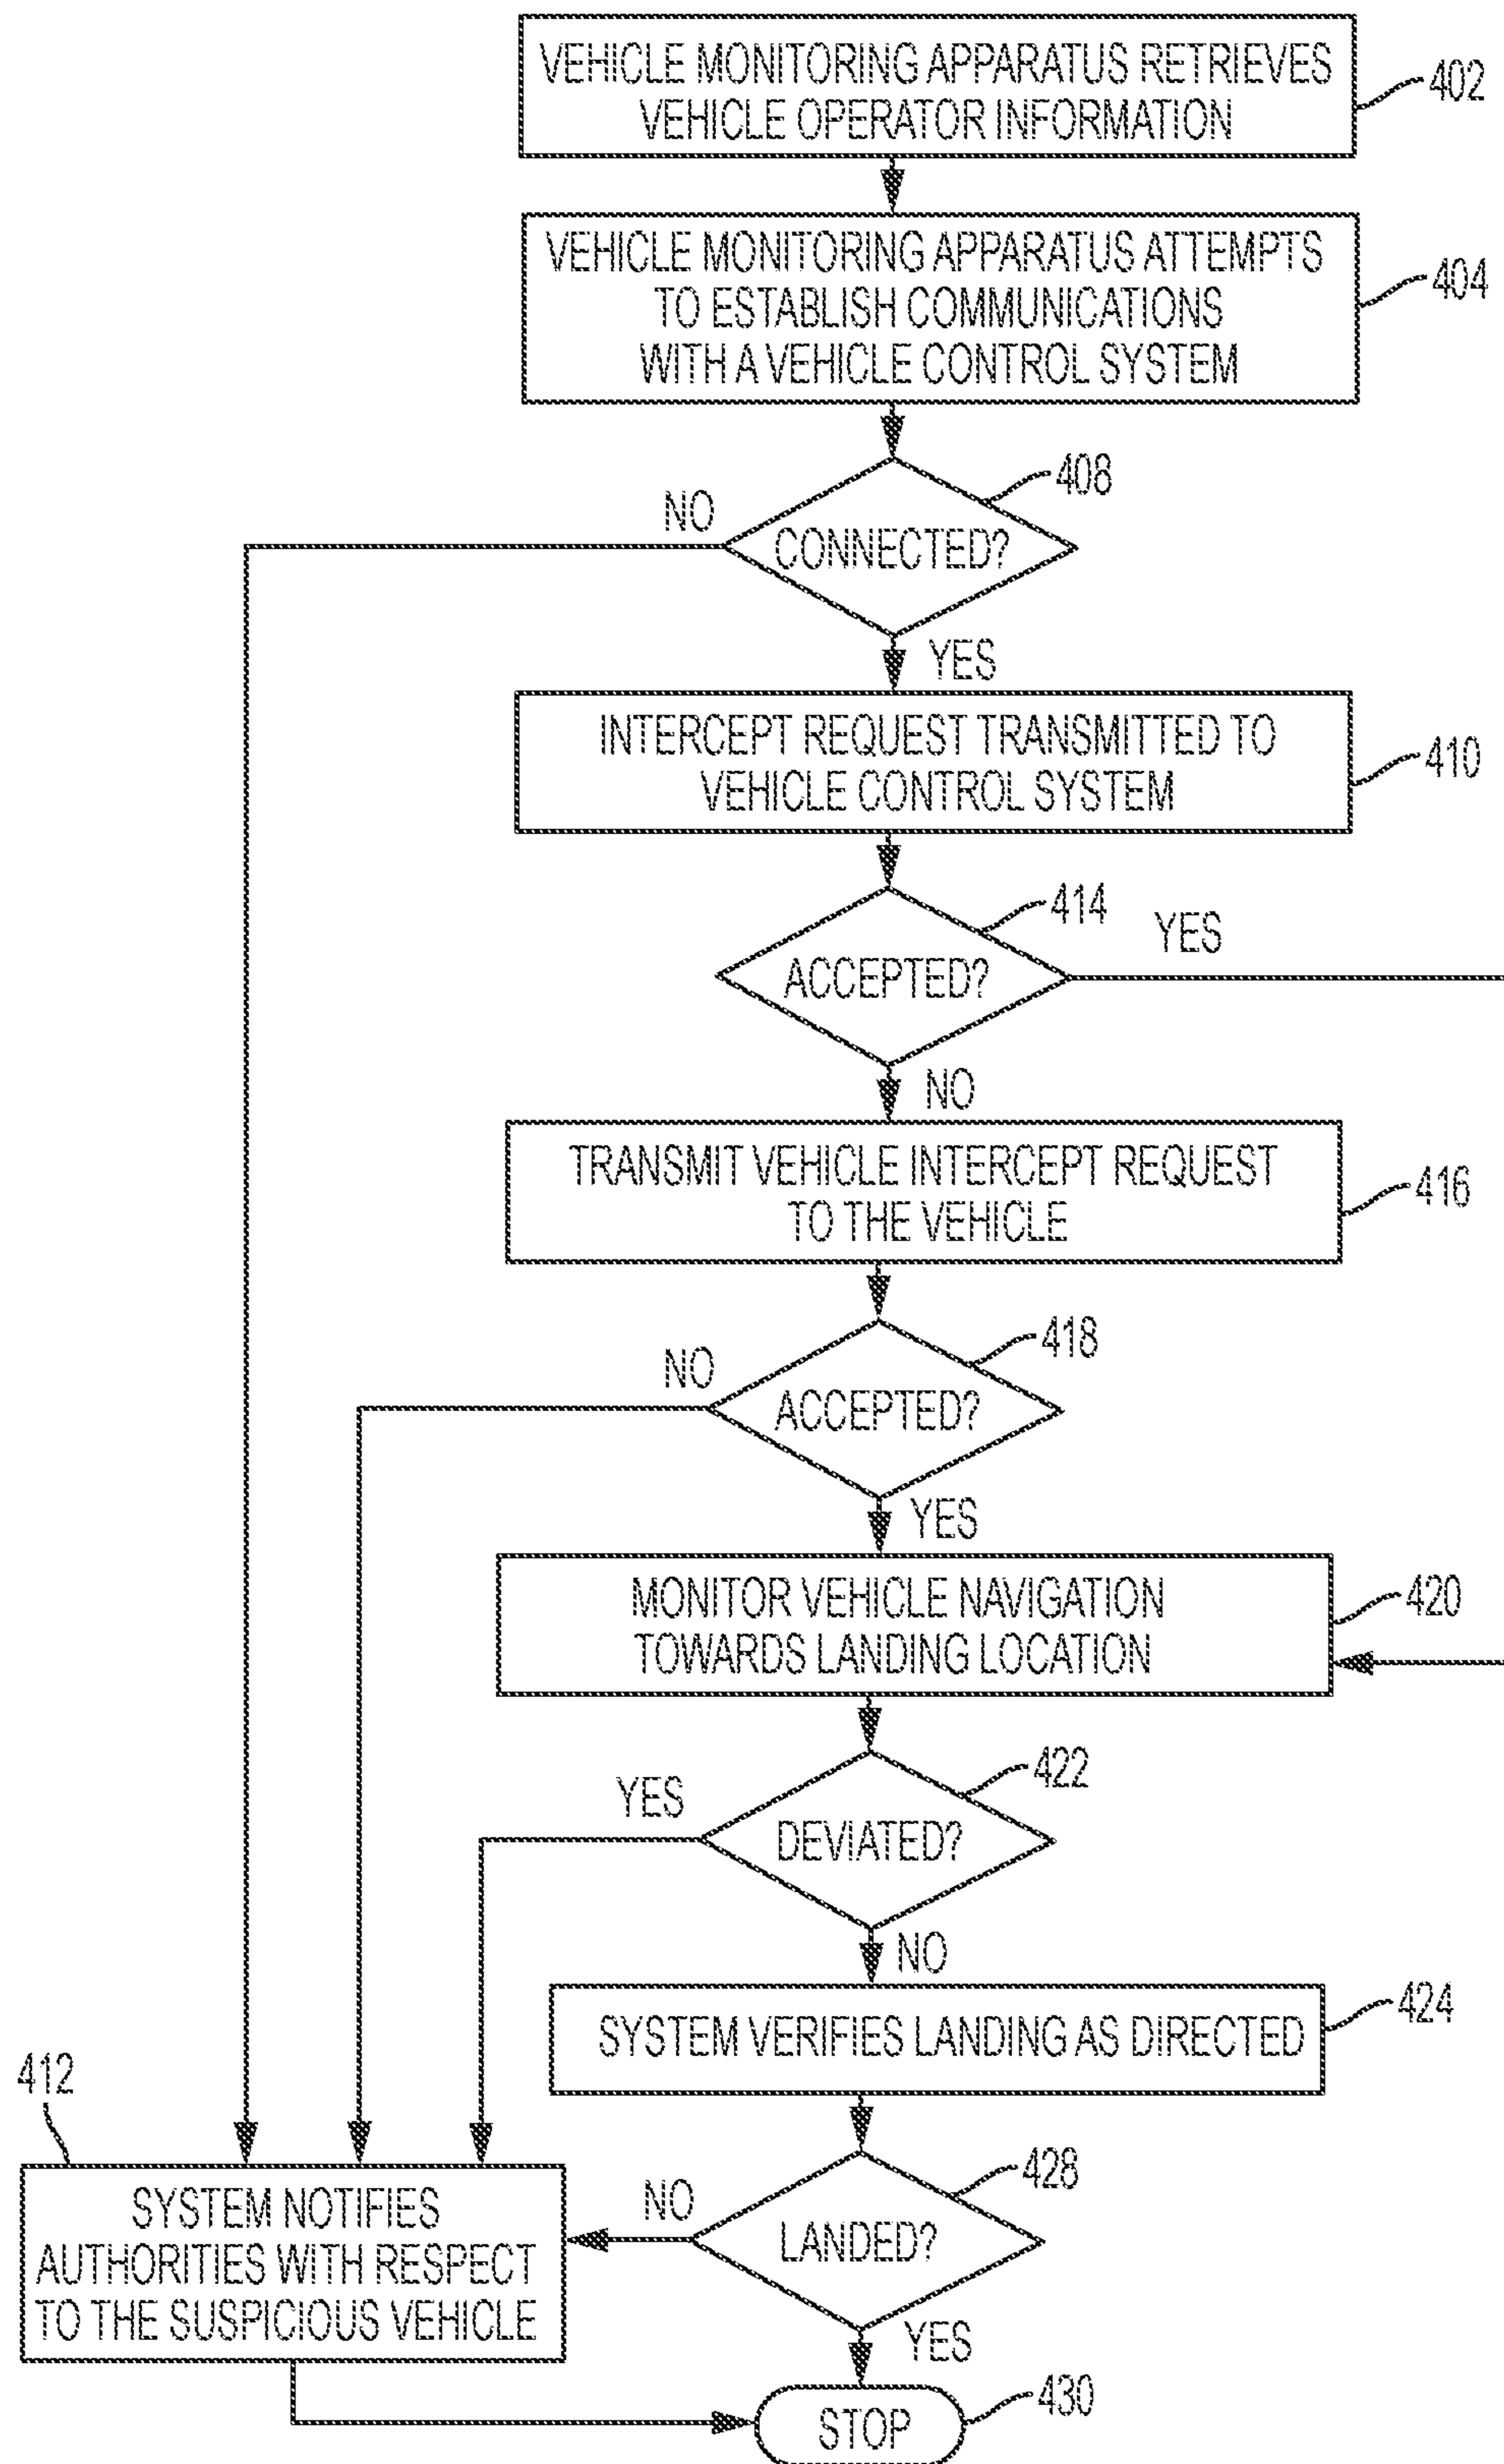 VEHICLE MONITORING APPARATUS RETRIEVES
VEHICLE OPERATOR INFORMATION
402
VEHICLE MONITORING APPARATUS ATTEMPTS
TO ESTABLISH COMMUNICATIONS
WITH A VEHICLE CONTROL SYSTEM
404
408
NO
CONNECTED?
YES
INTERCEPT REQUEST TRANSMITTED TO
VEHICLE CONTROL SYSTEM
410
414
YES
ACCEPTED?
NO
TRANSMIT VEHICLE INTERCEPT REQUEST
TO THE VEHICLE
416
418
NO
ACCEPTED?
YES
MONITOR VEHICLE NAVIGATION
TOWARDS LANDING LOCATION
420
422
YES
DEVIATED?
NO
SYSTEM VERIFIES LANDING AS DIRECTED
424
412
SYSTEM NOTIFIES
AUTHORITIES WITH RESPECT
TO THE SUSPICIOUS VEHICLE
428
NO
LANDED?
YES
STOP
430